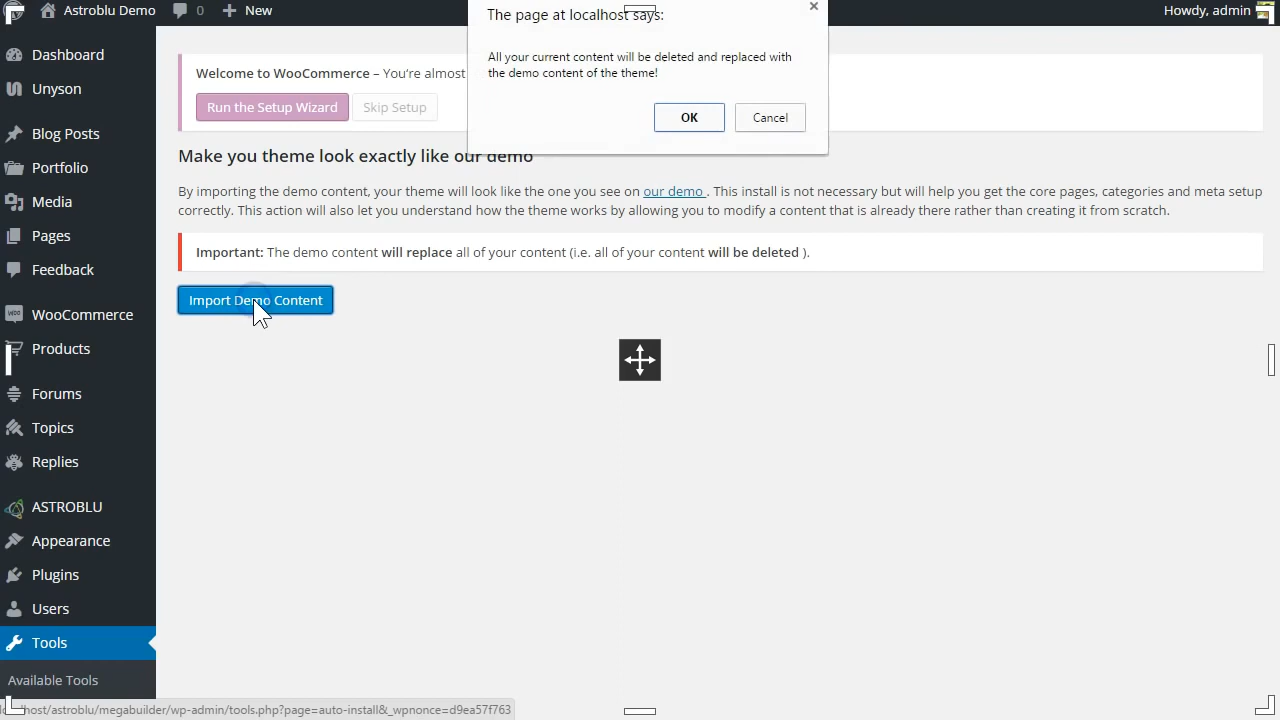 Astroblu Demo 0 + New Howdy, admin
The page at localhost says:
All your current content will be deleted and replaced with
the demo content of the theme!
OK Cancel
Dashboard
Unyson
Blog Posts
Portfolio
Media
Pages
Feedback
WooCommerce
Products
Forums
Topics
Replies
ASTROBLU
Appearance
Plugins
Users
Tools
Available Tools
Welcome to WooCommerce – You're almost
Run the Setup Wizard Skip Setup
Make you theme look exactly like our demo
By importing the demo content, your theme will look like the one you see on our demo . This install is not necessary but will help you get the core pages, categories and meta setup
correctly. This action will also let you understand how the theme works by allowing you to modify a content that is already there rather than creating it from scratch.
Important: The demo content will replace all of your content (i.e. all of your content will be deleted ).
Import Demo Content
host/astroblu/megabuilder/wp-admin/tools.php?page=auto-install&_wpnonce=d9ea57f763